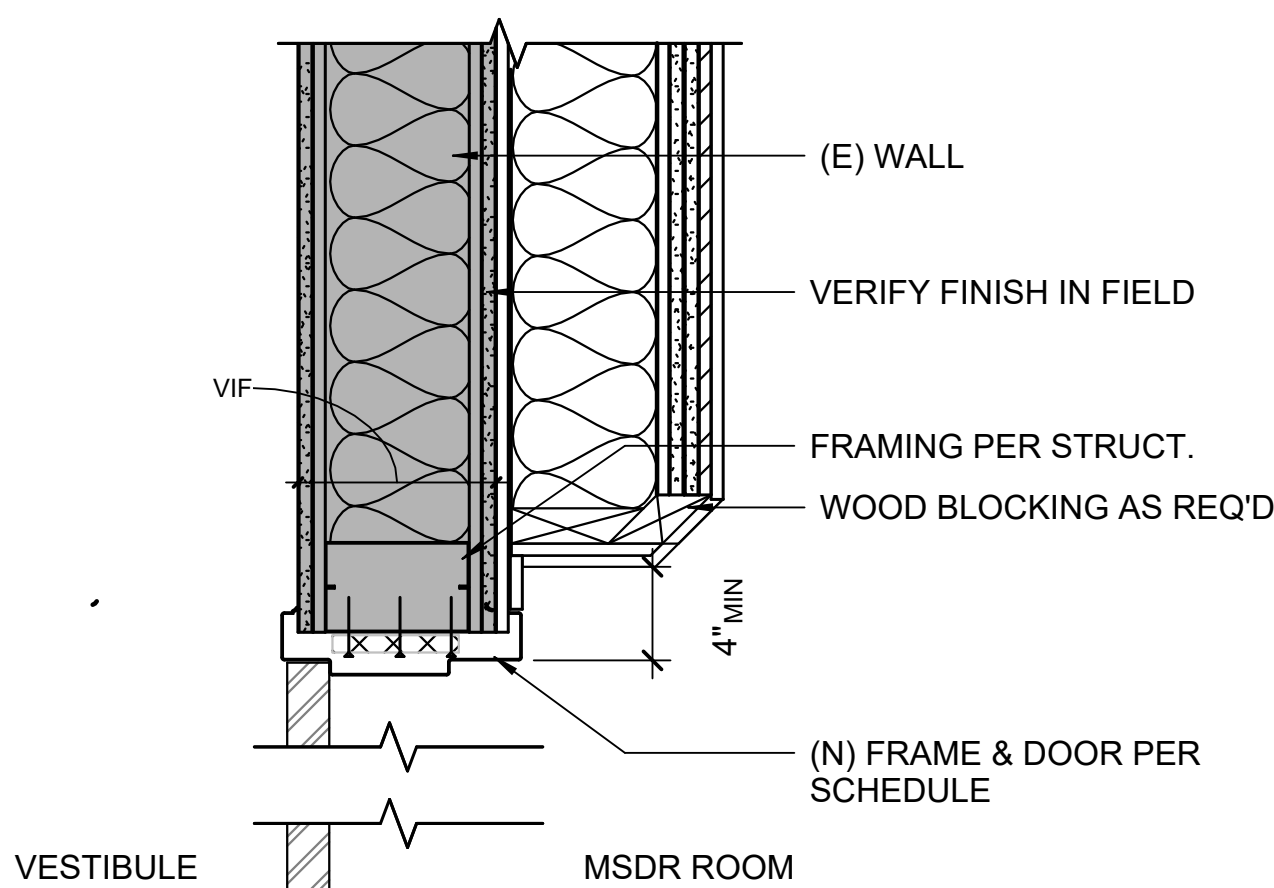 (E) WALL
VERIFY FINISH IN FIELD
VIF
FRAMING PER STRUCT.
WOOD BLOCKING AS REQ'D
4" MIN
(N) FRAME & DOOR PER
SCHEDULE
VESTIBULE
MSDR ROOM